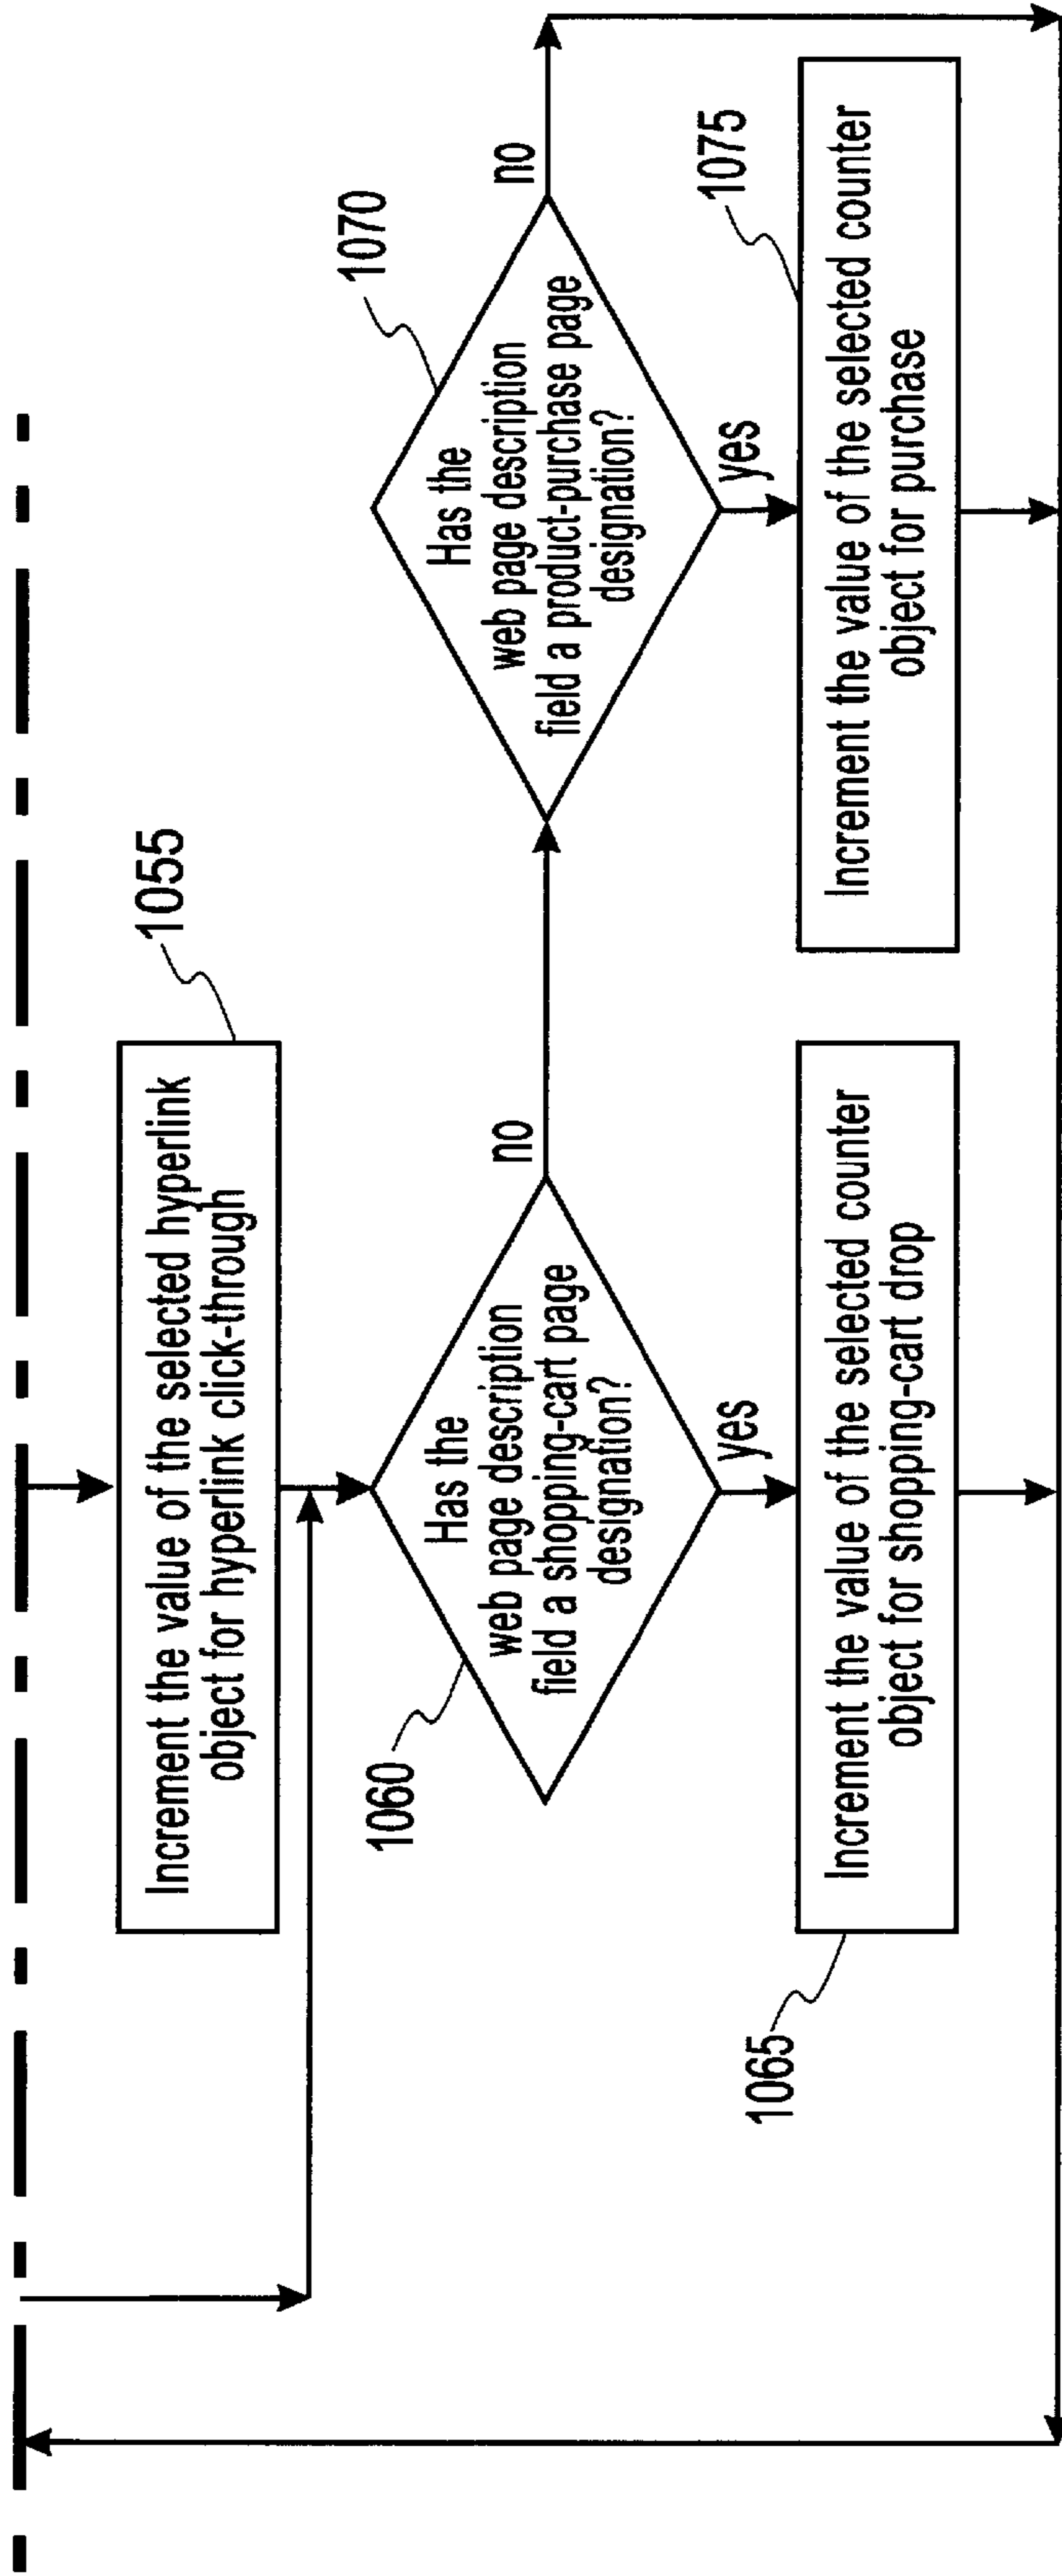 1055
Increment the value of the selected hyperlink
object for hyperlink click-through
1060
Has the
web page description
field a shopping-cart page
designation?
no
yes
1070
Has the
web page description
field a product-purchase page
designation?
no
yes
1065
Increment the value of the selected counter
object for shopping-cart drop
1075
Increment the value of the selected counter
object for purchase